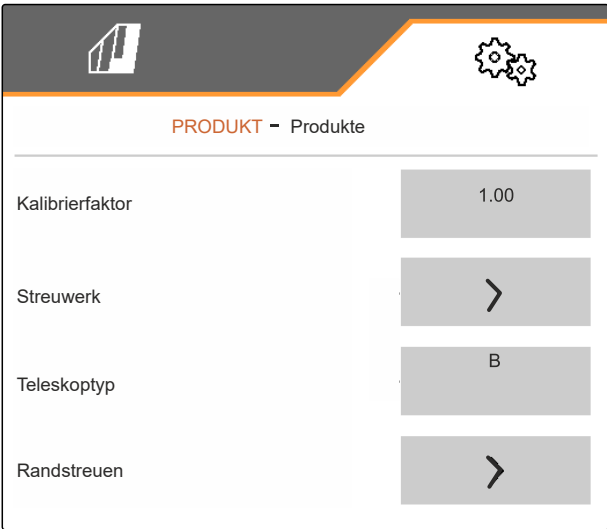 PRODUKT - Produkte
Kalibrierfaktor
1.00
Streuwerk
Teleskoptyp
B
Randstreuen